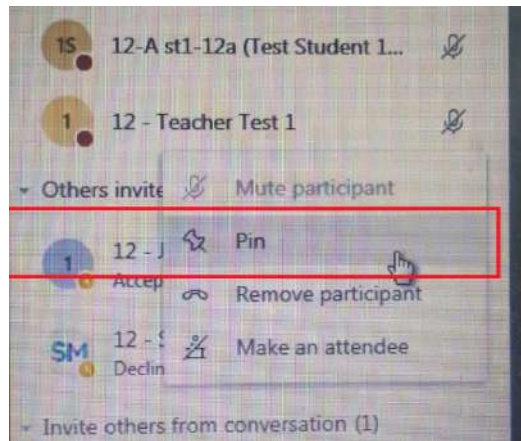 1S 12-A st1-12a (Test Student 1...
1 12 - Teacher Test 1
Others invite
Mute participant
Pin
1 12 - J
Accep
Remove participant
SM 12 - S
Make an attendee
Declin
Invite others from conversation (1)